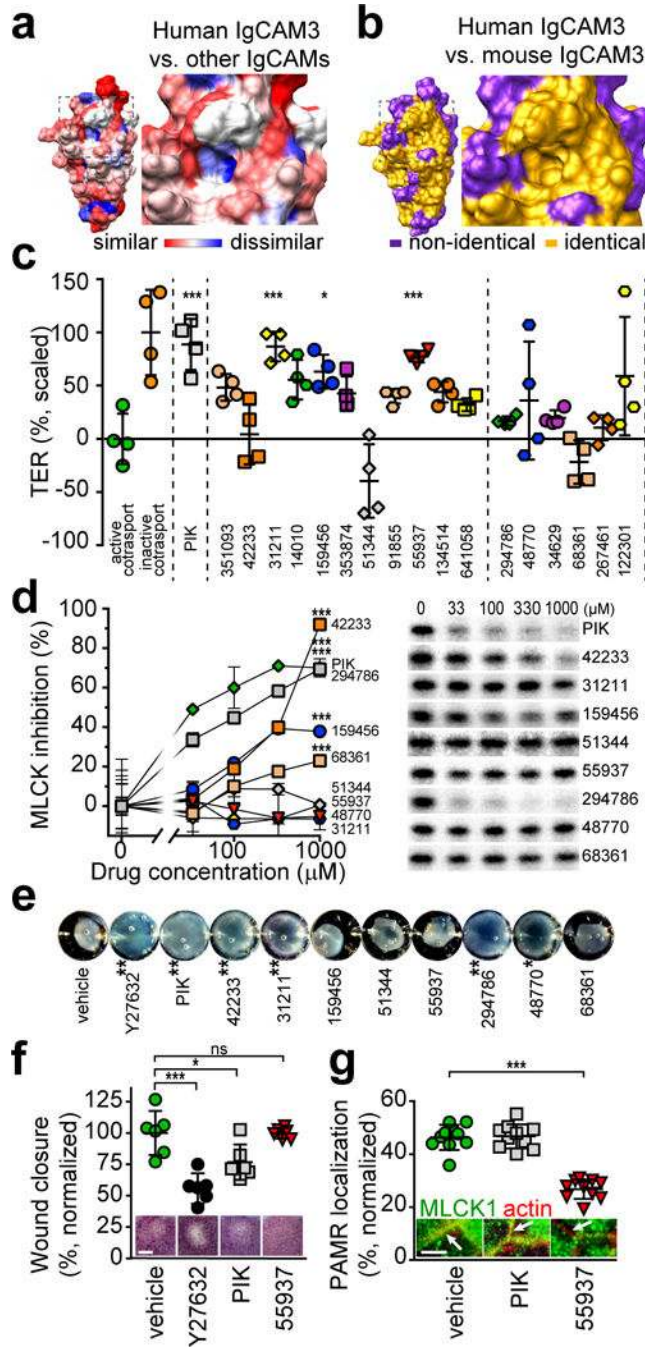 a
Human IgCAM3
vs. other IgCAMs
similar
dissimilar
b
Human IgCAM3
vs. mouse IgCAM3
non-identical
identical
c
TER (%, scaled)
150
100
50
0
-50
-100
***
***
*
***
active
cotrasport
inactive
cotrasport
PIK
351093
42233
31211
14010
159456
353874
51344
91855
55937
134514
641058
294786
48770
34629
68361
267461
122301
d
MLCK inhibition (%)
100
80
60
40
20
0
0
100
1000
Drug concentration (μM)
***
42233
***
***
PIK
294786
***
159456
***
68361
51344
55937
48770
31211
0 33 100 330 1000 (μM)
PIK
42233
31211
159456
51344
55937
294786
48770
68361
e
vehicle
Y27632
**
PIK
**
42233
**
31211
**
159456
51344
55937
294786
**
48770
*
68361
f
Wound closure
(%, normalized)
125
100
75
50
25
0
ns
*
***
vehicle
Y27632
PIK
55937
g
PAMR localization
(%, normalized)
60
40
20
0
***
MLCK1 actin
vehicle
PIK
55937